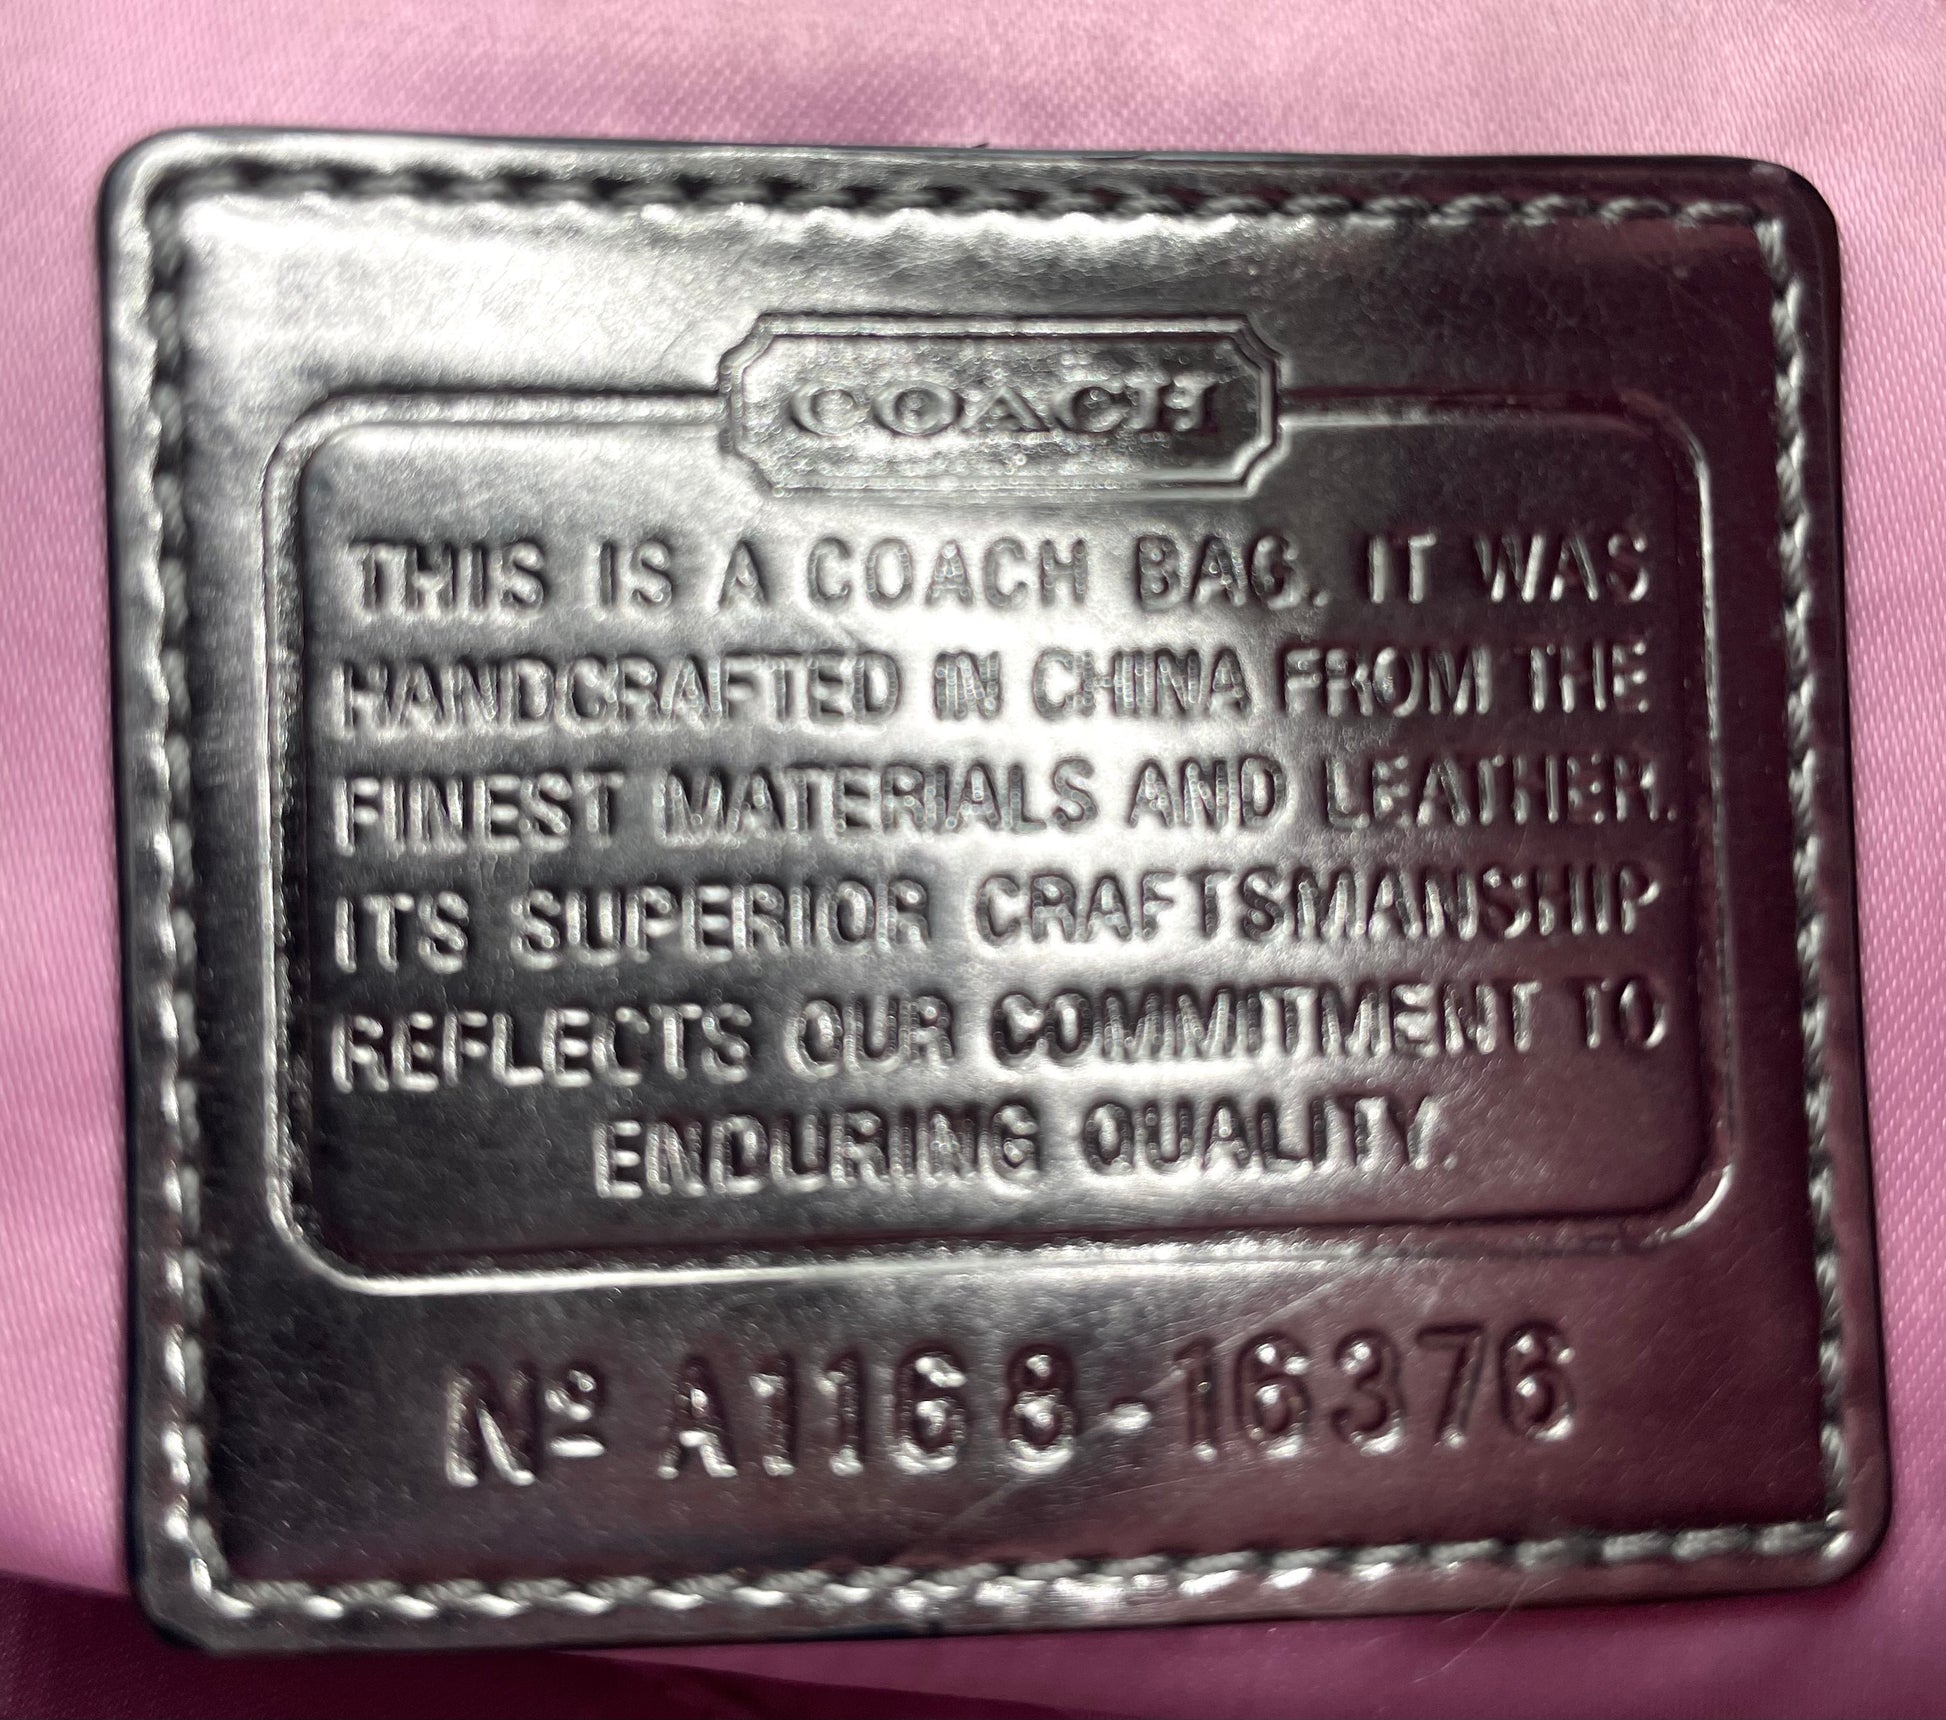 COACH
THIS IS A COACH BAG. IT WAS
HANDCRAFTED IN CHINA FROM THE
FINEST MATERIALS AND LEATHER.
ITS SUPERIOR CRAFTSMANSHIP
REFLECTS OUR COMMITMENT TO
ENDURING QUALITY.
Nº A1168-16376